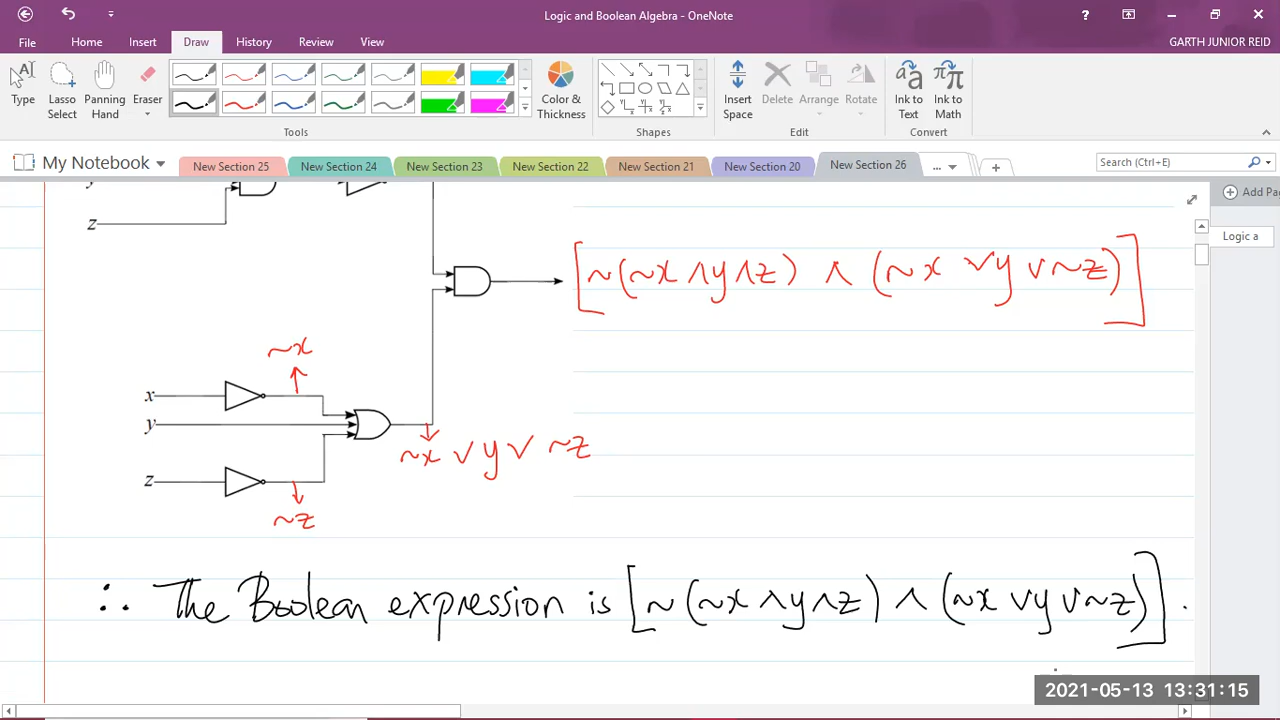 Logic and Boolean Algebra - OneNote
GARTH JUNIOR REID
File Home Insert Draw History Review View
Type
Lasso Select
Panning Hand
Eraser
Color & Thickness
Insert Space
Delete
Arrange
Rotate
Ink to Text
Ink to Math
Tools
Shapes
Edit
Convert
My Notebook
New Section 25
New Section 24
New Section 23
New Section 22
New Section 21
New Section 20
New Section 26
...
Search (Ctrl+E)
Add Pag
Logic a
z
[~(~x ∧ y ∧ z) ∧ (~x ∨ y ∨ ~z)]
~x
x
y
~x ∨ y ∨ ~z
z
~z
∴ The Boolean expression is [~(~x ∧ y ∧ z) ∧ (~x ∨ y ∨ ~z)].
2021-05-13 13:31:15